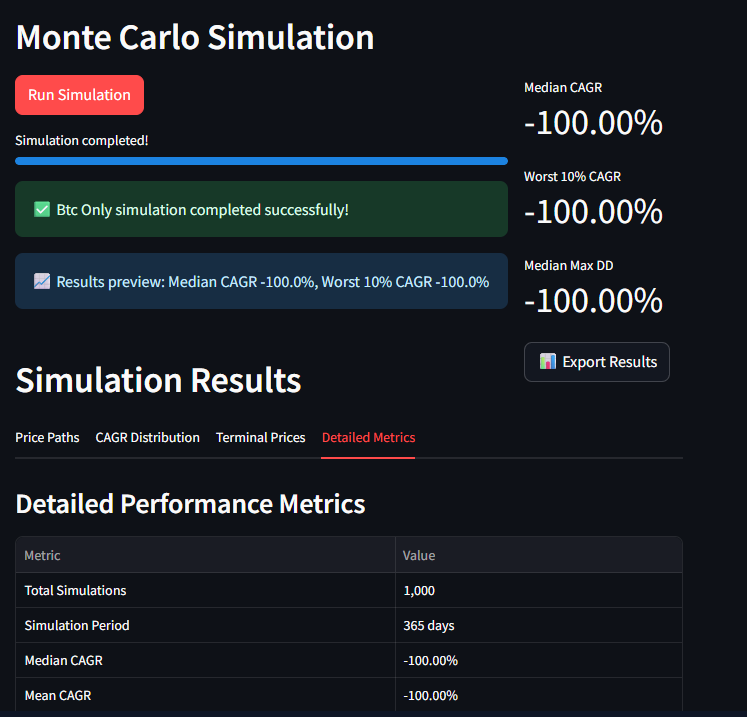 Monte Carlo Simulation
Run Simulation
Simulation completed!
✅ Btc Only simulation completed successfully!
📈 Results preview: Median CAGR -100.0%, Worst 10% CAGR -100.0%
Median CAGR
-100.00%
Worst 10% CAGR
-100.00%
Median Max DD
-100.00%
📊 Export Results
Simulation Results
Price Paths CAGR Distribution Terminal Prices Detailed Metrics
Detailed Performance Metrics
Metric Value
Total Simulations 1,000
Simulation Period 365 days
Median CAGR -100.00%
Mean CAGR -100.00%